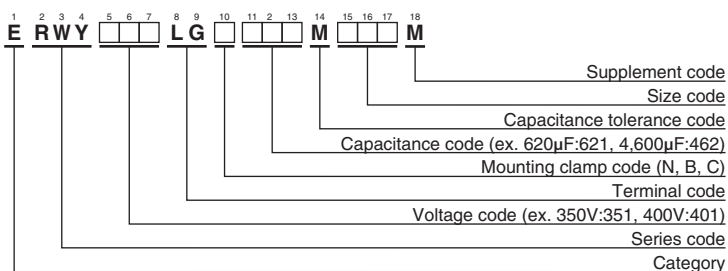 1 2 3 4 5 6 7 8 9 10 11 2 13 14 15 16 17 18
E RWY □□□ LG □ □□□ M □□□ M
Supplement code
Size code
Capacitance tolerance code
Capacitance code (ex. 620µF:621, 4,600µF:462)
Mounting clamp code (N, B, C)
Terminal code
Voltage code (ex. 350V:351, 400V:401)
Series code
Category